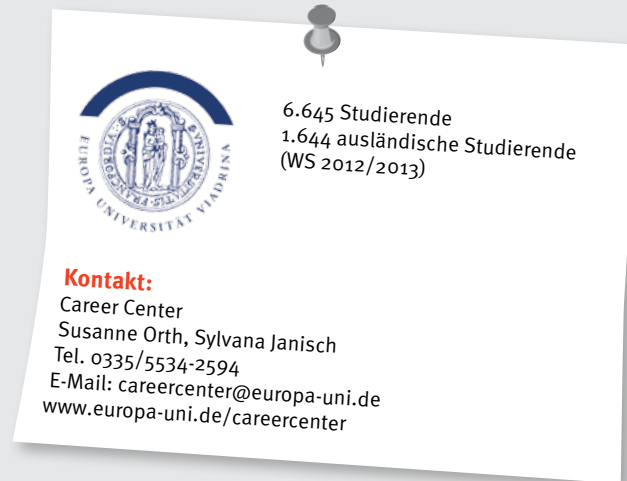 EUROPA UNIVERSITÄT VIADRINA
6.645 Studierende
1.644 ausländische Studierende
(WS 2012/2013)
Kontakt:
Career Center
Susanne Orth, Sylvana Janisch
Tel. 0335/5534-2594
E-Mail: careercenter@europa-uni.de
www.europa-uni.de/careercenter